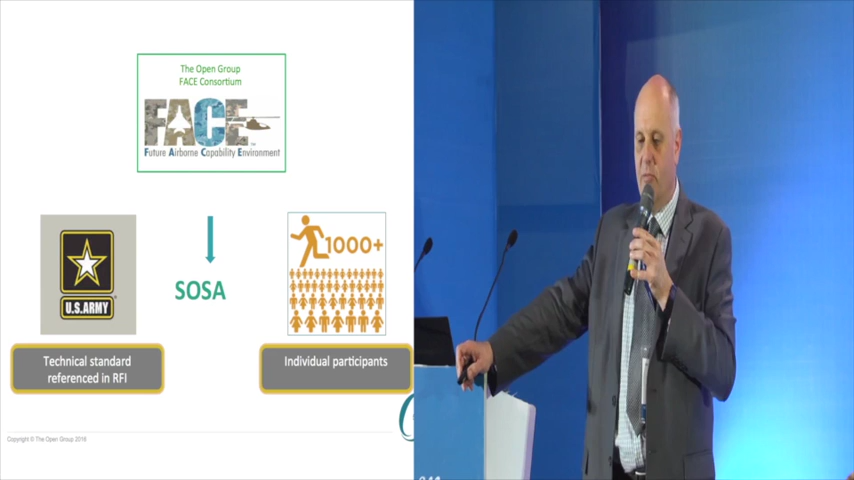 The Open Group
FACE Consortium
FACE™
Future Airborne Capability Environment
1000+
U.S.ARMY
SOSA
Technical standard
referenced in RFI
Individual participants
Copyright © The Open Group 2016